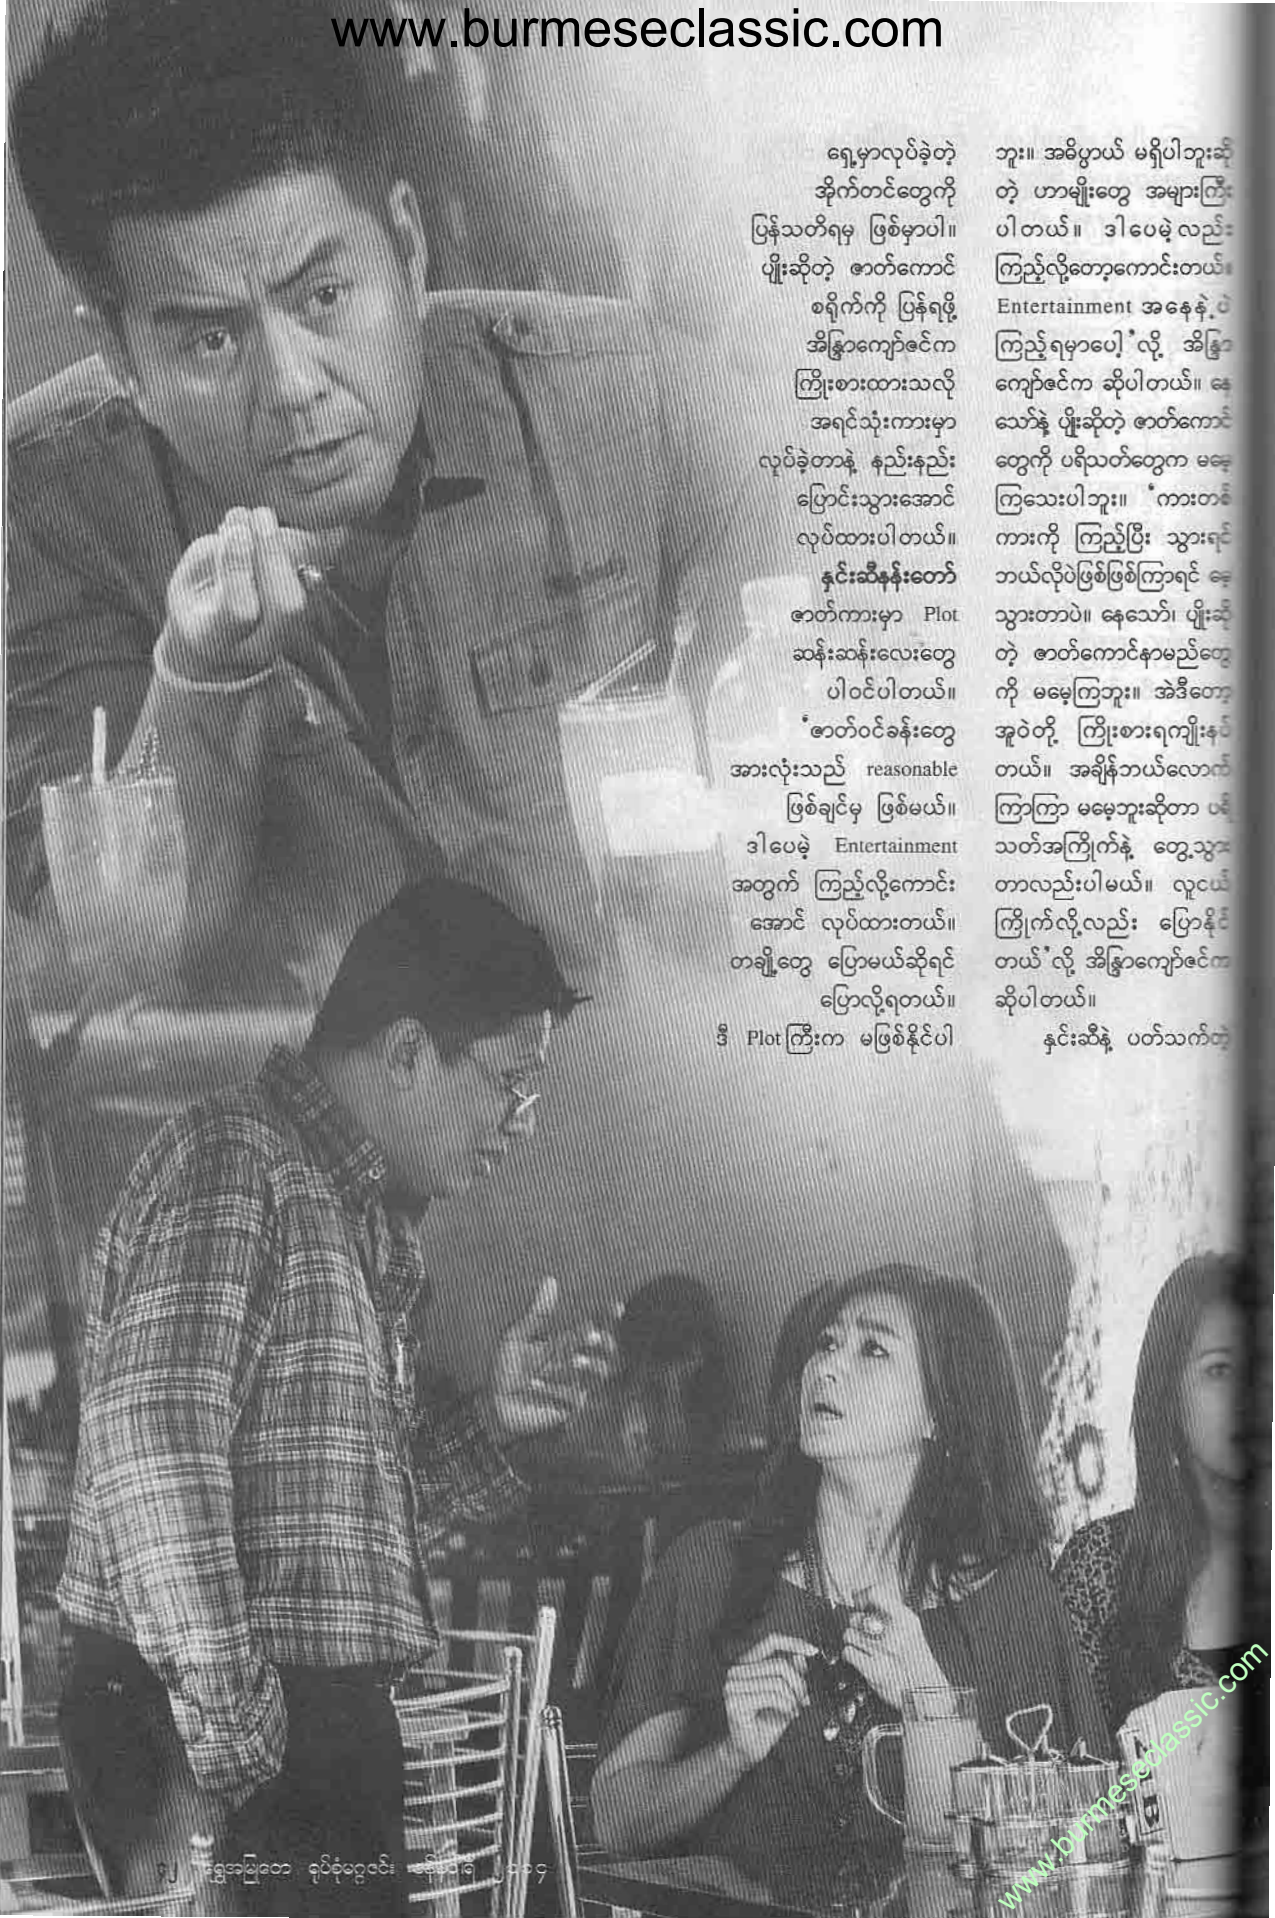 www.burmeseclassic.com
ရှေ့မှာလုပ်ခဲ့တဲ့
အိုက်တင်တွေကို
ပြန်သတိရမှ ဖြစ်မှာပါ။
ပျိုးဆိုတဲ့ ဇာတ်ကောင်
စရိုက်ကို ပြန်ရဖို့
အိန္ဒြာကျော်ဇင်က
ကြိုးစားထားသလို
အရင်သုံးကားမှာ
လုပ်ခဲ့တာနဲ့ နည်းနည်း
ပြောင်းသွားအောင်
လုပ်ထားပါတယ်။
နှင်းဆီနန်းတော်
ဇာတ်ကားမှာ Plot
ဆန်းဆန်းလေးတွေ
ပါဝင်ပါတယ်။
‘ဇာတ်ဝင်ခန်းတွေ
အားလုံးသည် reasonable
ဖြစ်ချင်မှ ဖြစ်မယ်။
ဒါပေမဲ့ Entertainment
အတွက် ကြည့်လို့ကောင်း
အောင် လုပ်ထားတယ်။
တချို့တွေ ပြောမယ်ဆိုရင်
ပြောလို့ရတယ်။
ဒီ Plot ကြီးက မဖြစ်နိုင်ပါ
ဘူး။ အဓိပ္ပာယ် မရှိပါဘူးဆို
တဲ့ ဟာမျိုးတွေ အများကြီး
ပါတယ်။ ဒါပေမဲ့လည်း
ကြည့်လို့တော့ကောင်းတယ်။
Entertainment အနေနဲ့ပဲ
ကြည့်ရမှာပေါ့’လို့ အိန္ဒြာ
ကျော်ဇင်က ဆိုပါတယ်။ နေ
သော်နဲ့ ပျိုးဆိုတဲ့ ဇာတ်ကောင်
တွေကို ပရိသတ်တွေက မမေ့
ကြသေးပါဘူး။ ‘ကားတစ်
ကားကို ကြည့်ပြီး သွားရင်
ဘယ်လိုပဲဖြစ်ဖြစ်ကြာရင် မေ့
သွားတာပဲ။ နေသော်၊ ပျိုးဆို
တဲ့ ဇာတ်ကောင်နာမည်တွေ
ကို မမေ့ကြဘူး။ အဲဒီတော့
အူဝဲတို့ ကြိုးစားရကျိုးနပ်
တယ်။ အချိန်ဘယ်လောက်
ကြာကြာ မမေ့ဘူးဆိုတာ ပရိ
သတ်အကြိုက်နဲ့ တွေ့သွား
တာလည်းပါမယ်။ လူငယ်
ကြိုက်လို့လည်း ပြောနိုင်
တယ်’လို့ အိန္ဒြာကျော်ဇင်က
ဆိုပါတယ်။
နှင်းဆီနဲ့ ပတ်သက်တဲ့
ရွှေအမြုတေ ရုပ်စုံမဂ္ဂဇင်း
www.burmeseclassic.com